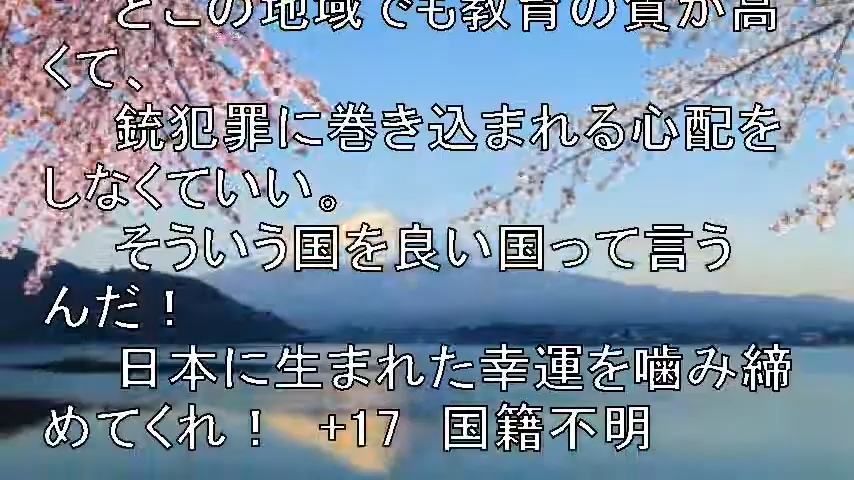 どこの地域でも教育の質が高
くて、
銃犯罪に巻き込まれる心配を
しなくていい。
そういう国を良い国って言う
んだ！
日本に生まれた幸運を噛み締
めてくれ！ +17 国籍不明